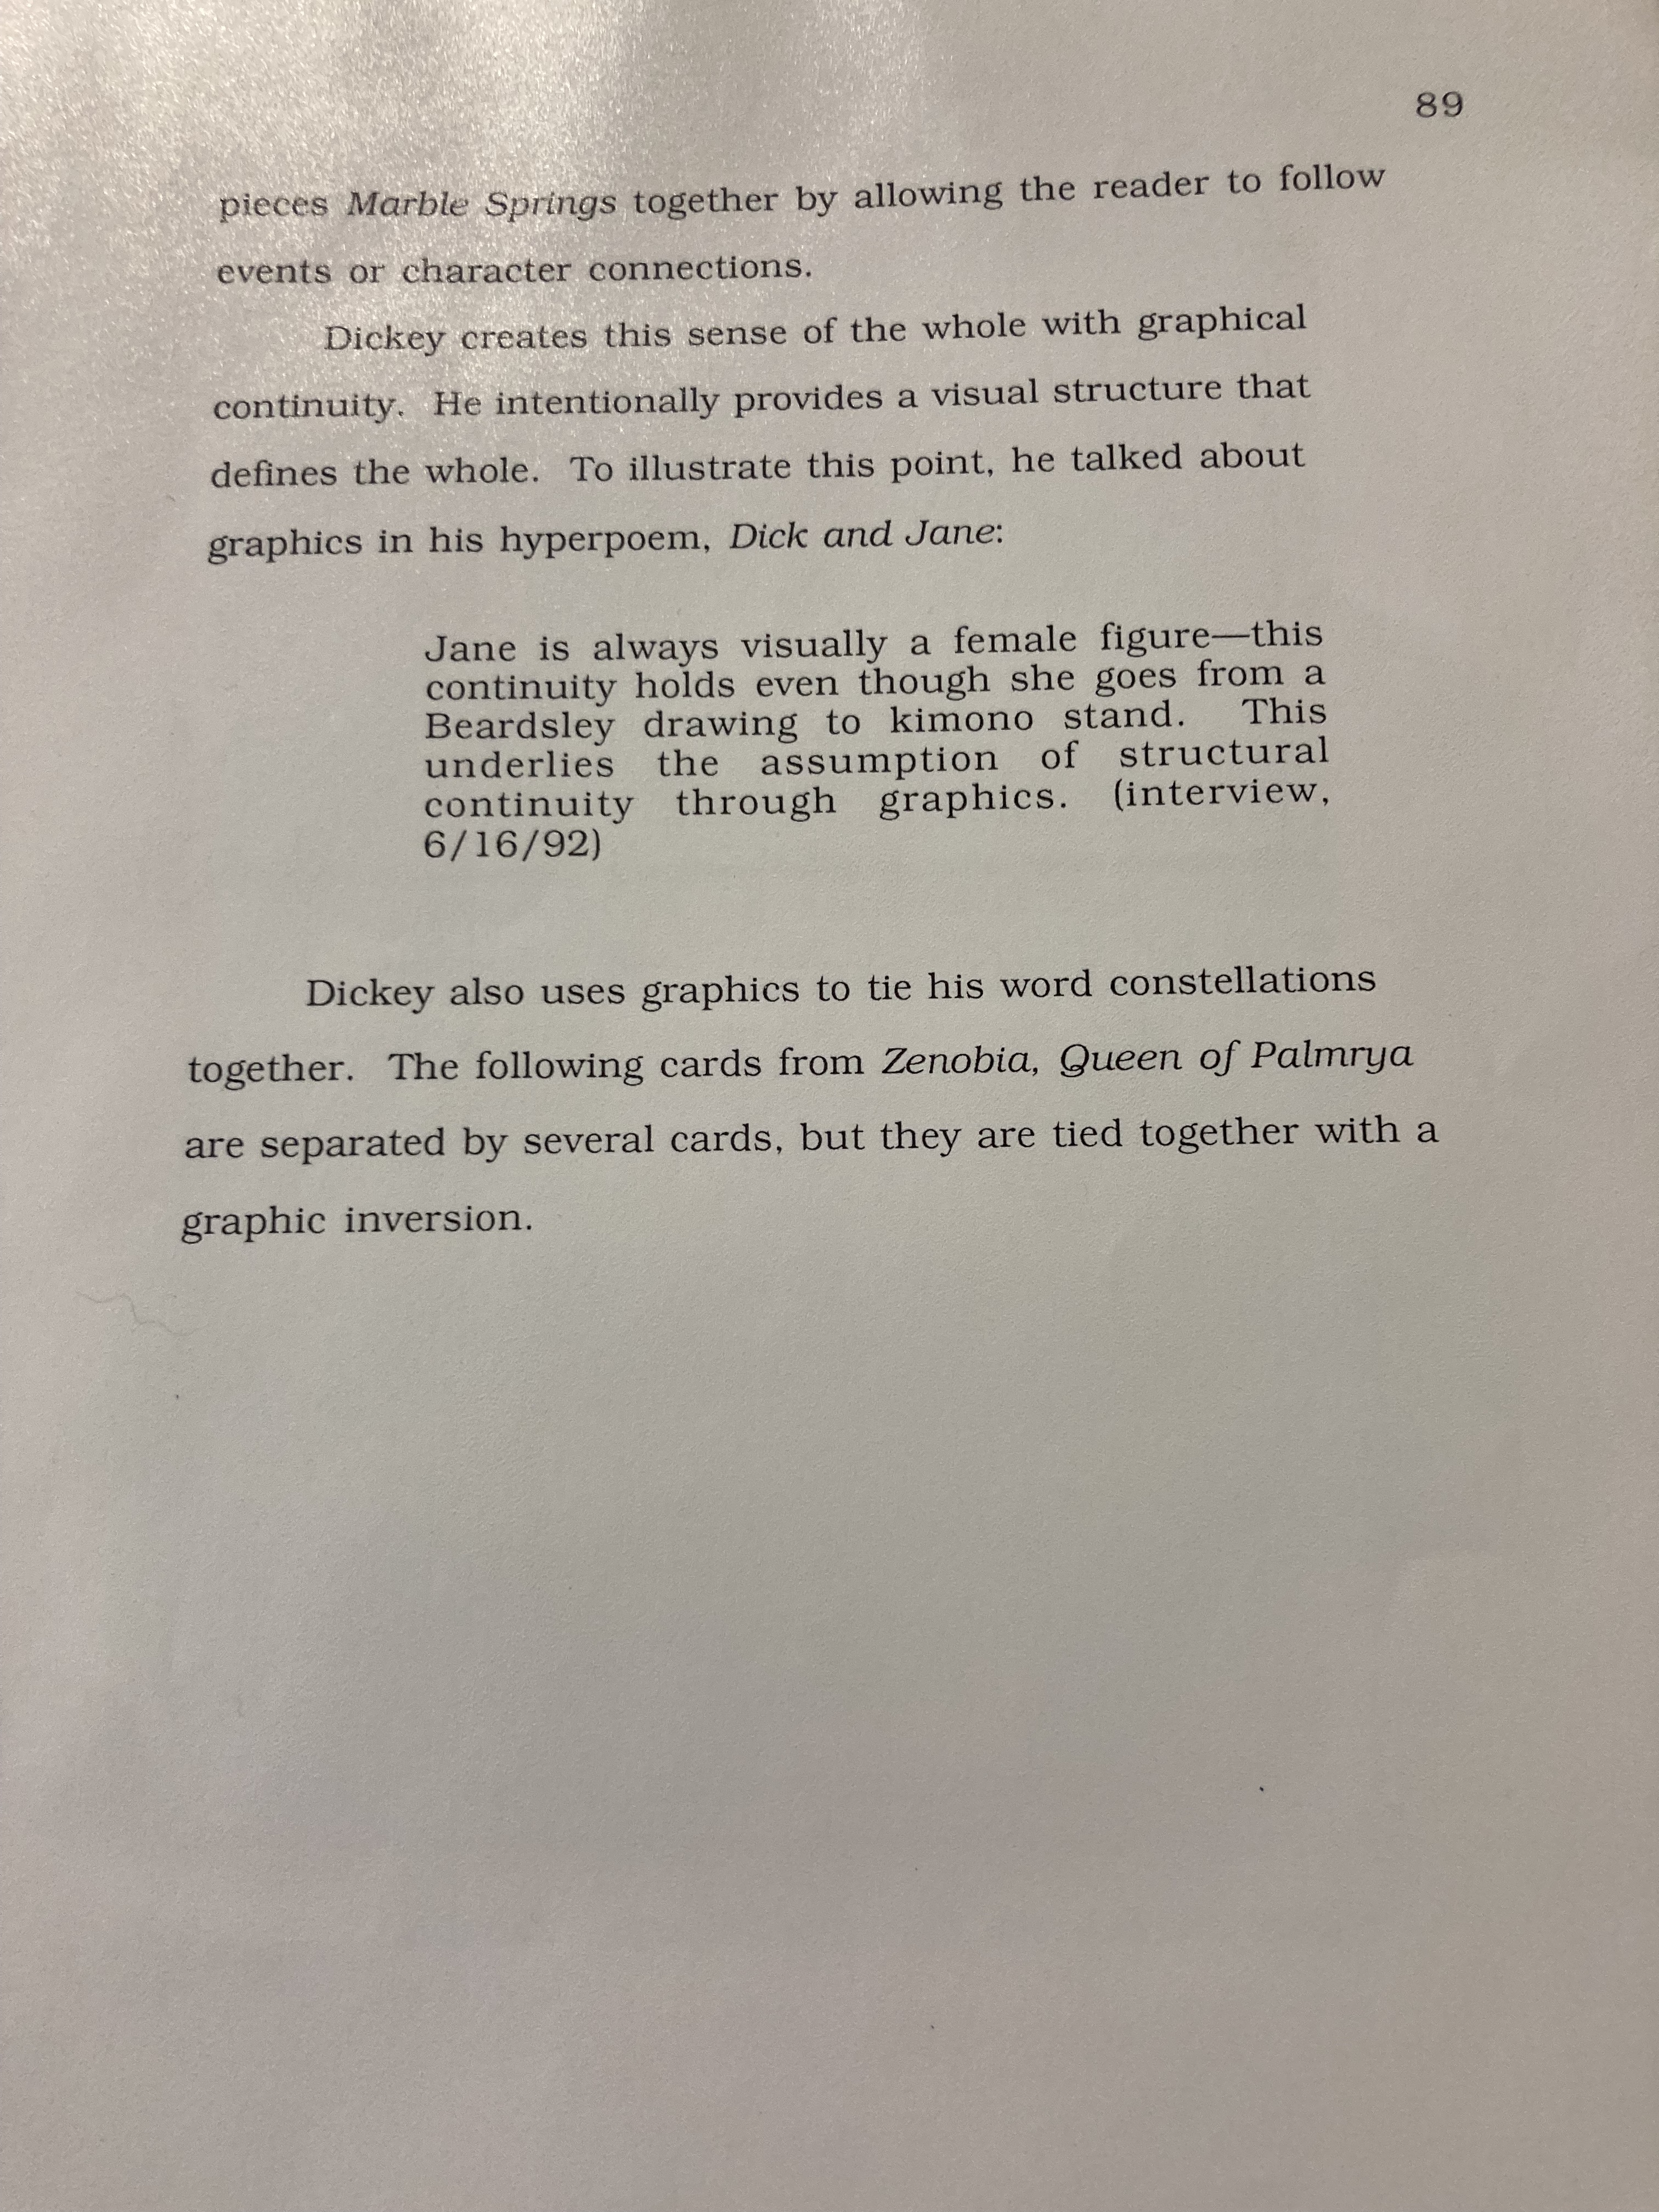 89
pieces Marble Springs together by allowing the reader to follow
events or character connections.
Dickey creates this sense of the whole with graphical
continuity. He intentionally provides a visual structure that
defines the whole. To illustrate this point, he talked about
graphics in his hyperpoem, Dick and Jane:
Jane is always visually a female figure—this
continuity holds even though she goes from a
Beardsley drawing to kimono stand. This
underlies the assumption of structural
continuity through graphics. (interview,
6/16/92)
Dickey also uses graphics to tie his word constellations
together. The following cards from Zenobia, Queen of Palmrya
are separated by several cards, but they are tied together with a
graphic inversion.